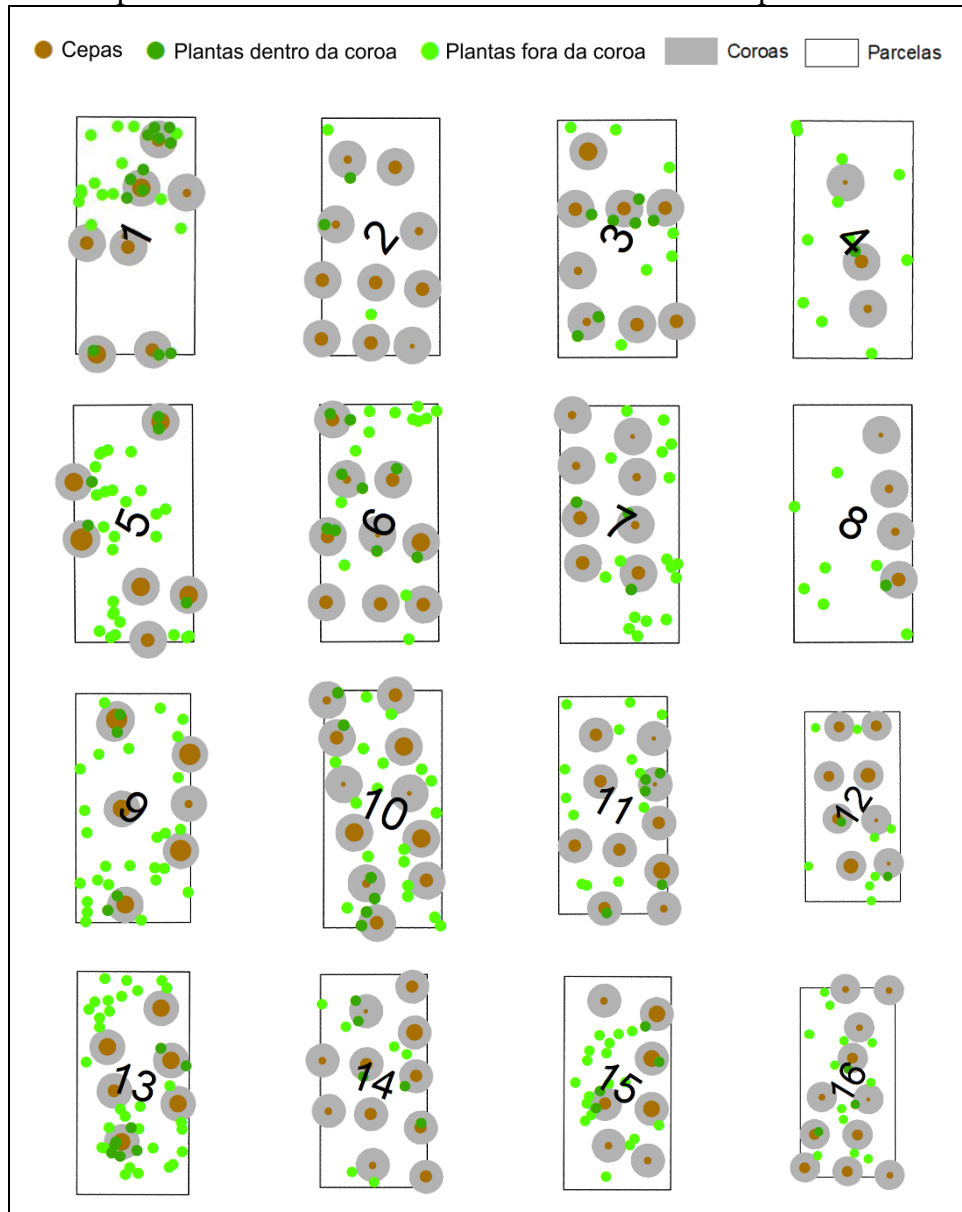 Cepas Plantas dentro da coroa Plantas fora da coroa Coroas Parcelas
1 2 3 4
5 6 7 8
9 10 11 12
13 14 15 16